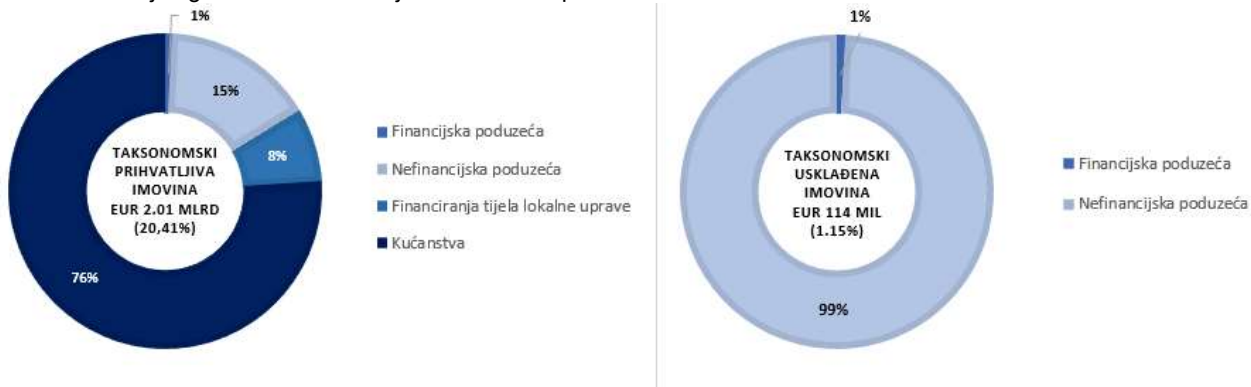 1%
15%
8%
76%
TAKSONOMSKI
PRIHVATLJIVA
IMOVINA
EUR 2.01 MLRD
(20,41%)
Financijska poduzeća
Nefinancijska poduzeća
Financiranja tijela lokalne uprave
Kućanstva
1%
99%
TAKSONOMSKI
USKLAĐENA
IMOVINA
EUR 114 MIL
(1.15%)
Financijska poduzeća
Nefinancijska poduzeća